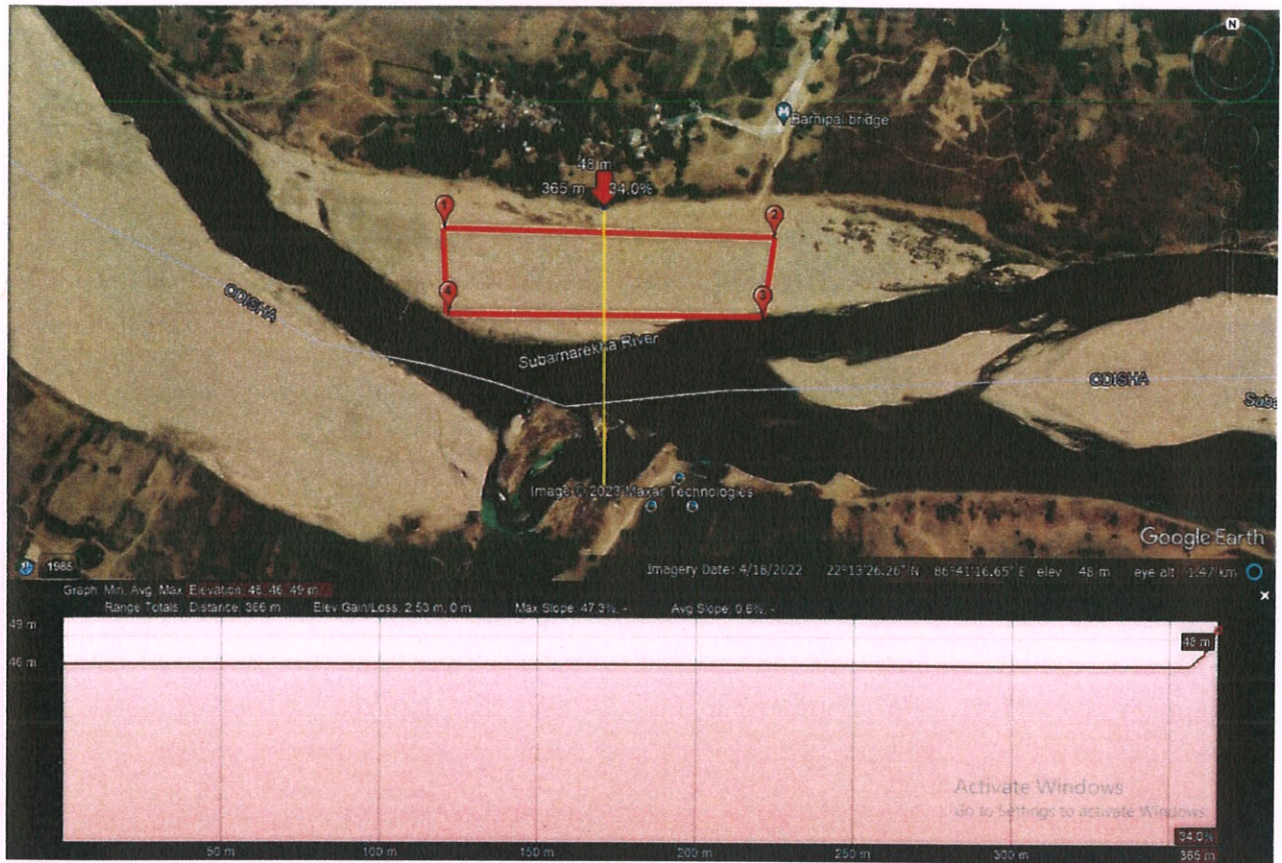 N
Barnipal bridge
48 m
365 m 34.0%
1
2
4
3
ODISHA
Subarnarekha River
ODISHA
Suba
Image © 2023 Maxar Technologies
Google Earth
1985
Imagery Date: 4/18/2022 22°13'26.26" N 86°41'16.65" E elev 48 m eye alt 1.47 km
Graph: Min, Avg, Max Elevation: 46, 46, 49 m
Range Totals: Distance: 366 m Elev Gain/Loss: 2.53 m, 0 m Max Slope: 47.3%, - Avg Slope: 0.6%, -
49 m
48 m
46 m
Activate Windows
Go to Settings to activate Windows.
34.0%
50 m 100 m 150 m 200 m 250 m 300 m 365 m